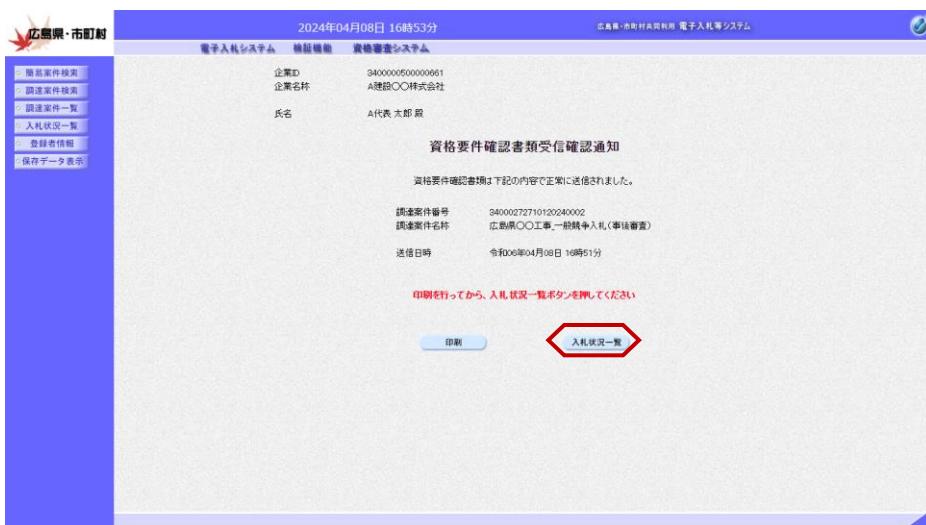 広島県・市町村
2024年04月08日 16時53分
広島県・市町村共同利用 電子入札等システム
電子入札システム 検証機能 資格審査システム
簡易案件検索
調達案件検索
調達案件一覧
入札状況一覧
登録者情報
保存データ表示
企業ID 3400000500000661
企業名称 A建設〇〇株式会社
氏名 A代表 太郎 殿
資格要件確認書類受信確認通知
資格要件確認書類は下記の内容で正常に送信されました。
調達案件番号 34000272710120240002
調達案件名称 広島県〇〇工事_一般競争入札(事後審査)
送信日時 令和06年04月08日 16時51分
印刷を行ってから、入札状況一覧ボタンを押してください
印刷 入札状況一覧